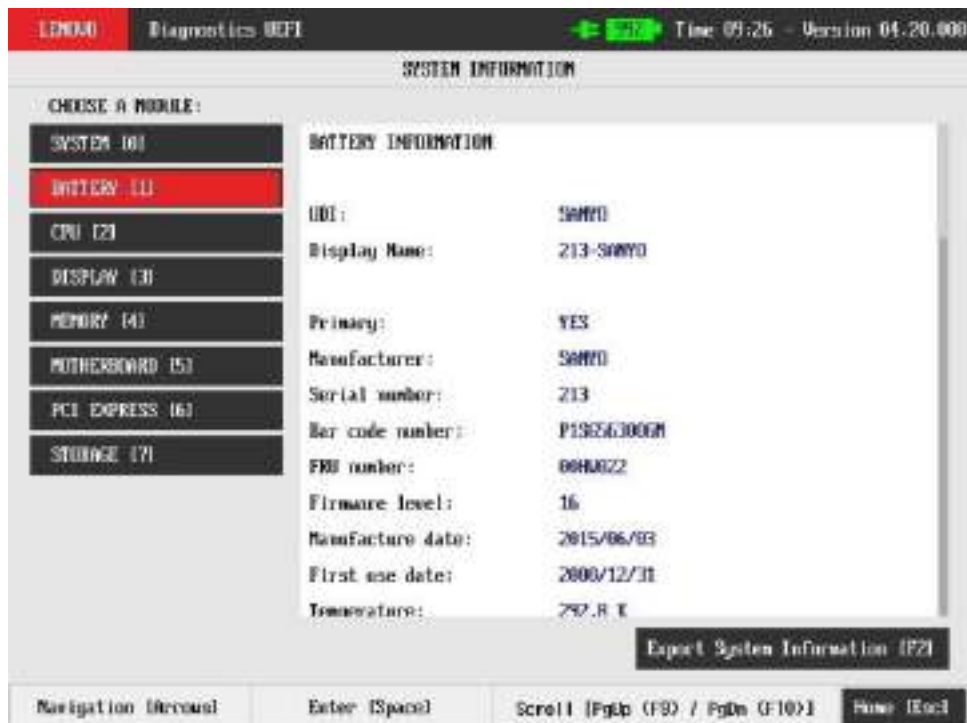 LENOVO Diagnostics UEFI Time 09:26 - Version 04.20.000
SYSTEM INFORMATION
CHOOSE A MODULE:
SYSTEM [0]
BATTERY [1]
CPU [2]
DISPLAY [3]
MEMORY [4]
MOTHERBOARD [5]
PCI EXPRESS [6]
STORAGE [7]
BATTERY INFORMATION
UDI: SANYO
Display Name: 213-SANYO
Primary: YES
Manufacturer: SANYO
Serial number: 213
Bar code number:
FRU number: 00HW022
Firmware level: 16
Manufacture date: 2015/06/03
First use date: 2000/12/31
Temperature: 292.8 K
Export System Information [F2]
Navigation [Arrows] Enter [Space] Scroll [PgUp (F9) / PgDn (F10)] Home [Esc]